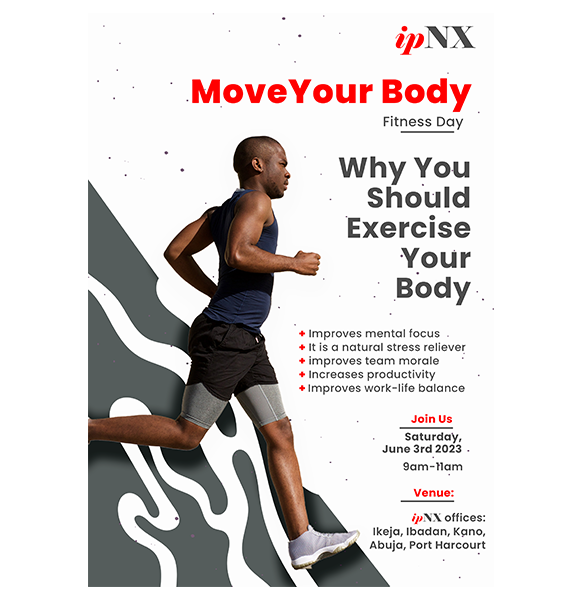 ipNX
MoveYour Body
Fitness Day
Why You
Should
Exercise
Your
Body
+ Improves mental focus
+ It is a natural stress reliever
+ improves team morale
+ Increases productivity
+ Improves work-life balance
Join Us
Saturday,
June 3rd 2023
9am-11am
Venue:
ipNX offices:
Ikeja, Ibadan, Kano,
Abuja, Port Harcourt